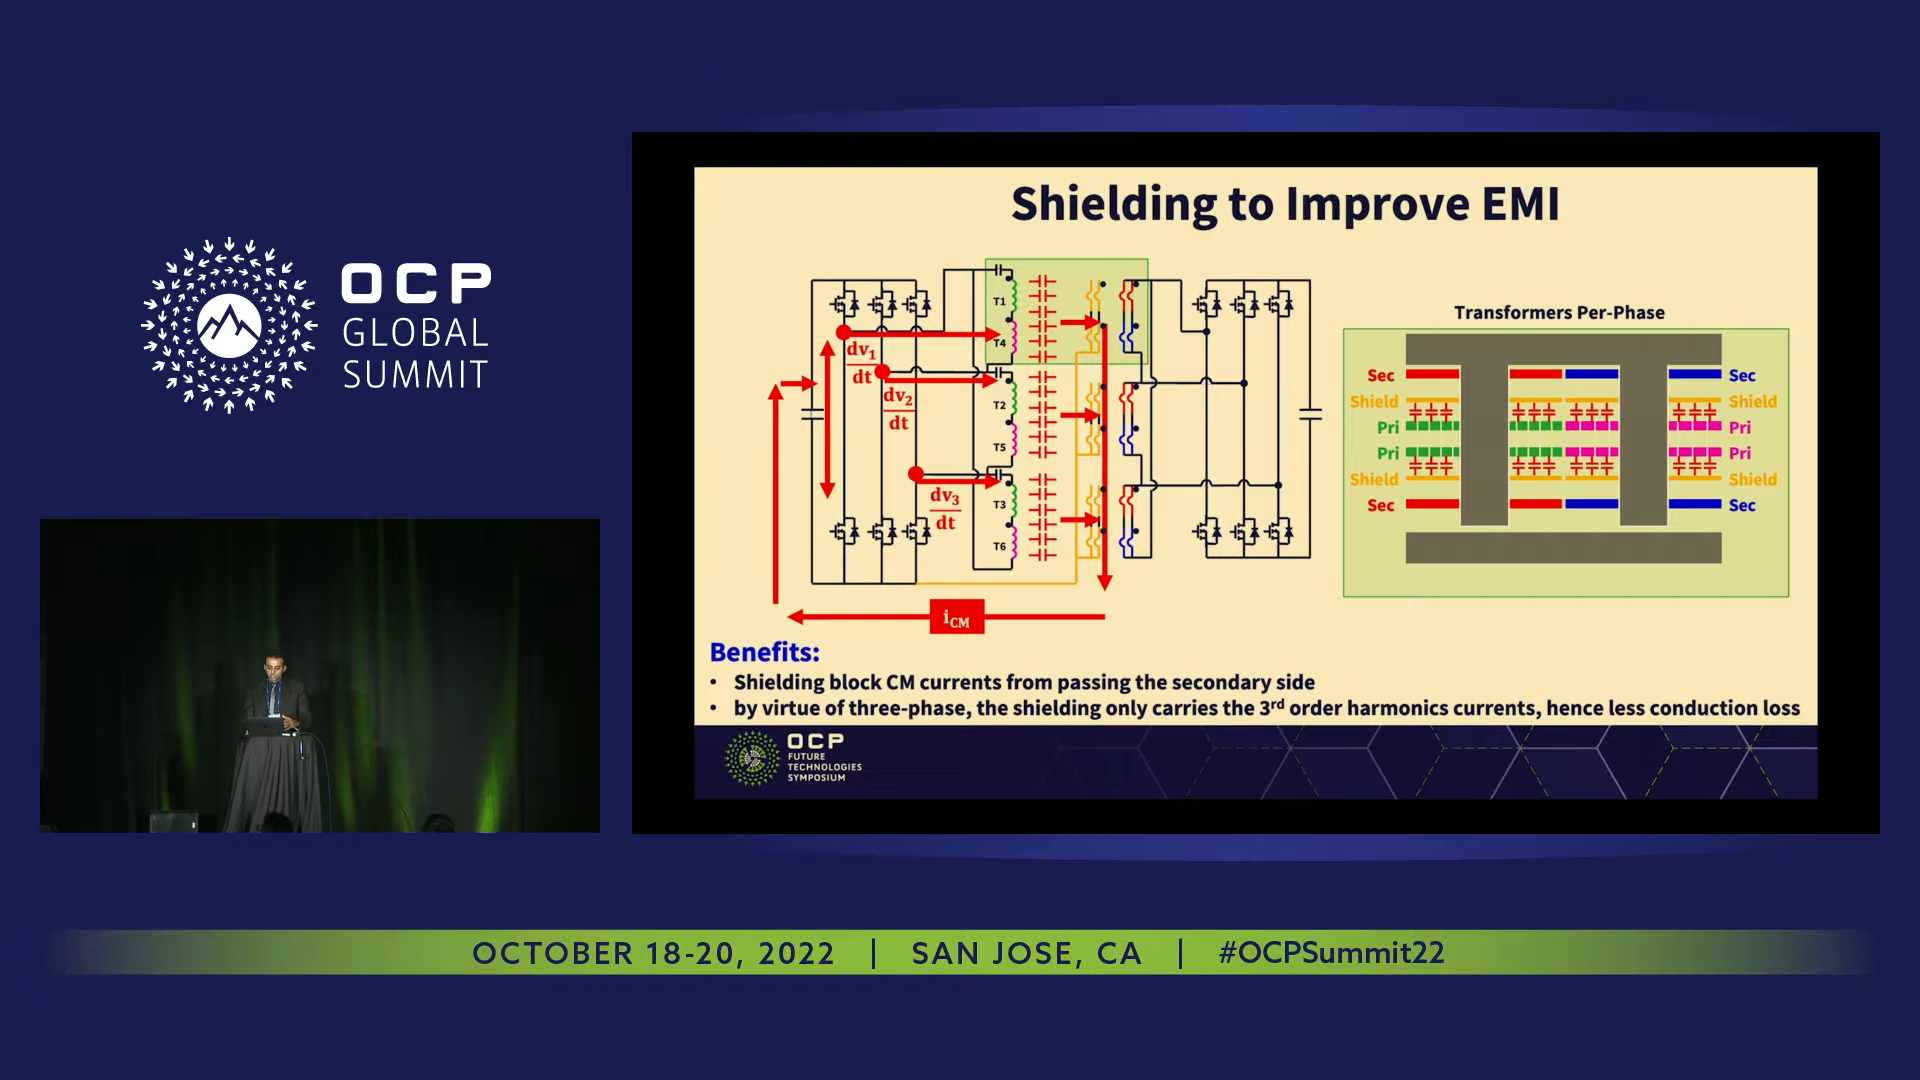 OCP
GLOBAL
SUMMIT
Shielding to Improve EMI
T1
T4
T2
T5
T3
T6
dv1
dt
dv2
dt
dv3
dt
iCM
Transformers Per-Phase
Sec
Sec
Shield
Shield
Pri
Pri
Pri
Pri
Shield
Shield
Sec
Sec
Benefits:
• Shielding block CM currents from passing the secondary side
• by virtue of three-phase, the shielding only carries the 3rd order harmonics currents, hence less conduction loss
OCP
FUTURE
TECHNOLOGIES
SYMPOSIUM
OCTOBER 18-20, 2022 | SAN JOSE, CA | #OCPSummit22